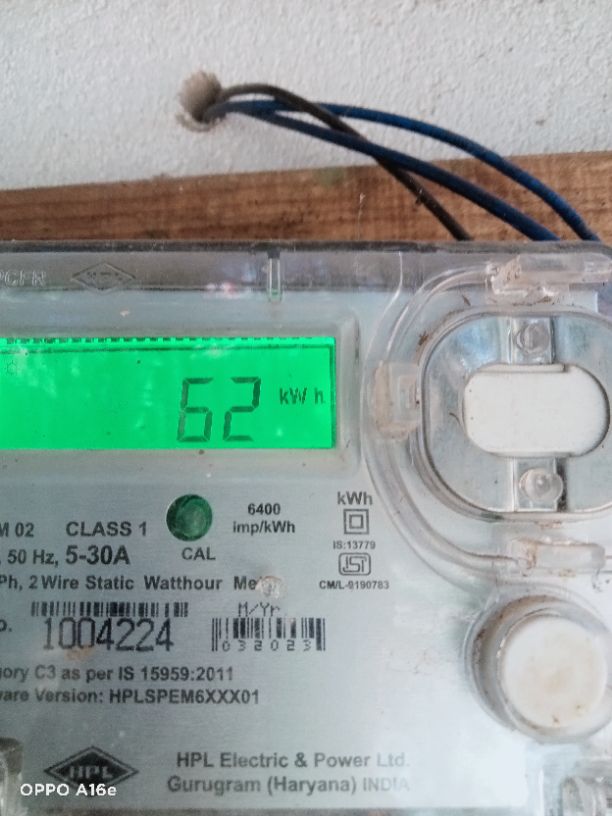 62 kWh
6400
imp/kWh
kWh
M 02 CLASS 1
CAL
IS:13779
50 Hz, 5-30A
CM/L-9190783
Ph, 2 Wire Static Watthour
M/Yr
1004224
032023
gory C3 as per IS 15959:2011
ware Version: HPLSPEM6XXX01
HPL
HPL Electric & Power Ltd.
Gurugram (Haryana) INDIA
OPPO A16e